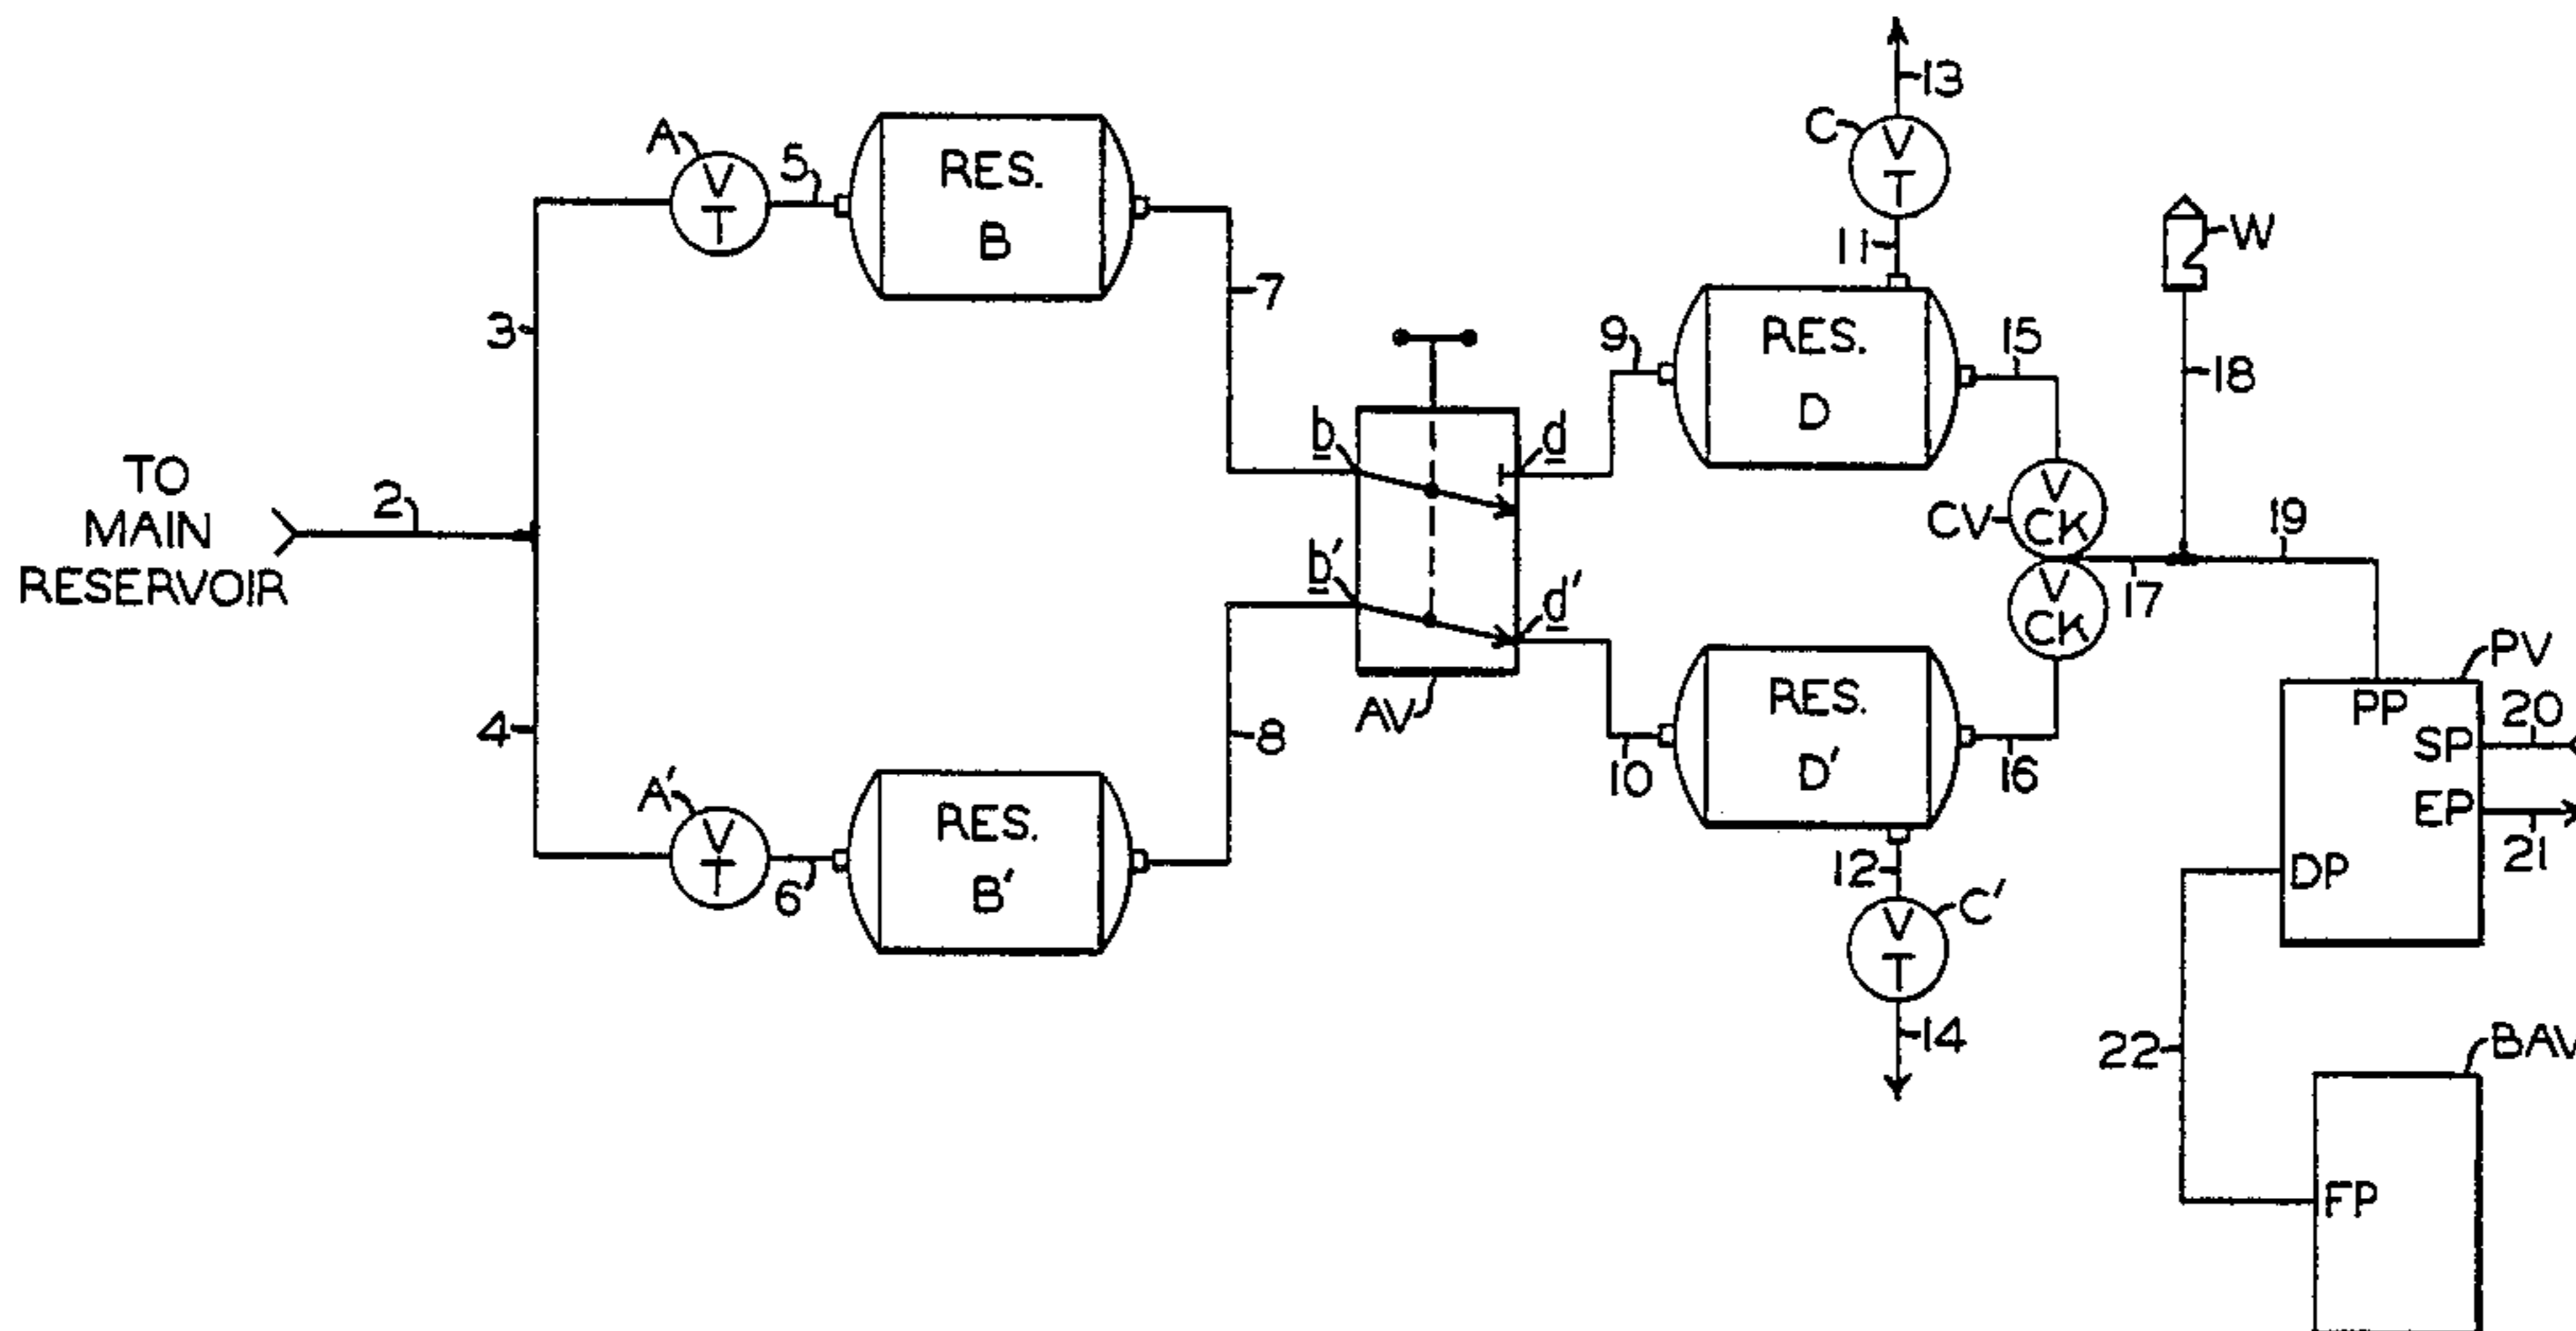 TO
MAIN
RESERVOIR
2
3
4
A
V
T
5
RES.
B
7
A'
V
T
6
RES.
B'
8
b
d
b'
d'
AV
9
10
C
V
T
13
11
RES.
D
15
RES.
D'
16
12
C'
V
T
14
CV
V
CK
V
CK
17
W
18
19
PV
PP
SP
20
EP
21
DP
22
BAV
FP